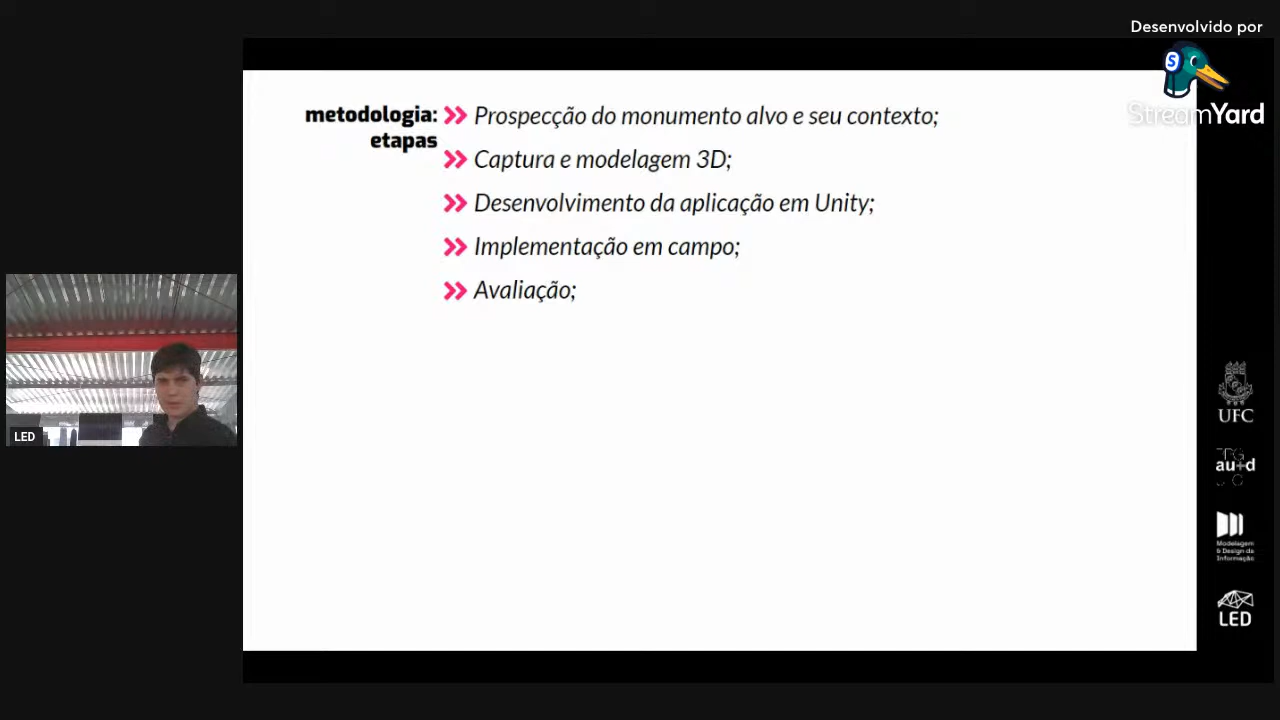 Desenvolvido por
StreamYard
metodologia:
etapas
Prospecção do monumento alvo e seu contexto;
Captura e modelagem 3D;
Desenvolvimento da aplicação em Unity;
Implementação em campo;
Avaliação;
LED
UFC
au+d
Modelagem
& Design da
Informação
LED